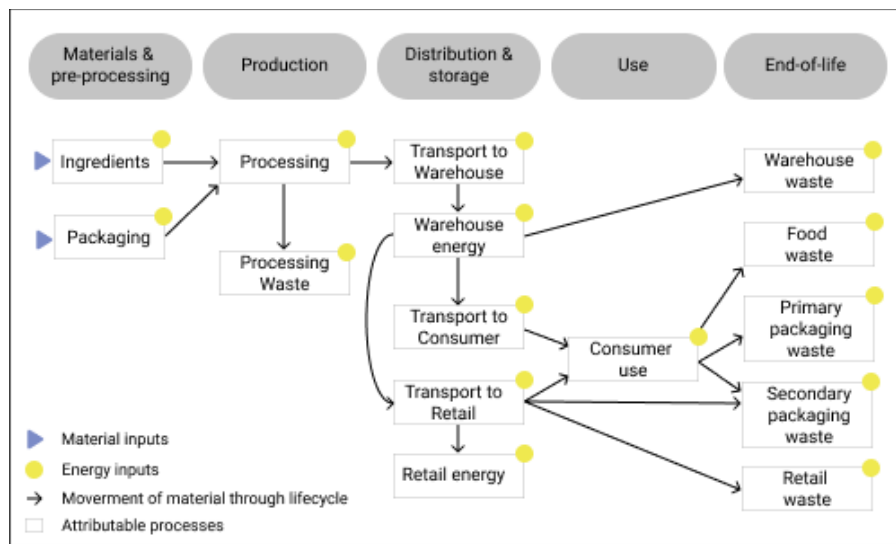 Materials &
pre-processing
Production
Distribution &
storage
Use
End-of-life
Ingredients
Processing
Transport to
Warehouse
Warehouse
waste
Packaging
Processing
Waste
Warehouse
energy
Food
waste
Transport to
Consumer
Consumer
use
Primary
packaging
waste
Transport to
Retail
Secondary
packaging
waste
Retail energy
Retail
waste
Material inputs
Energy inputs
Movement of material through lifecycle
Attributable processes